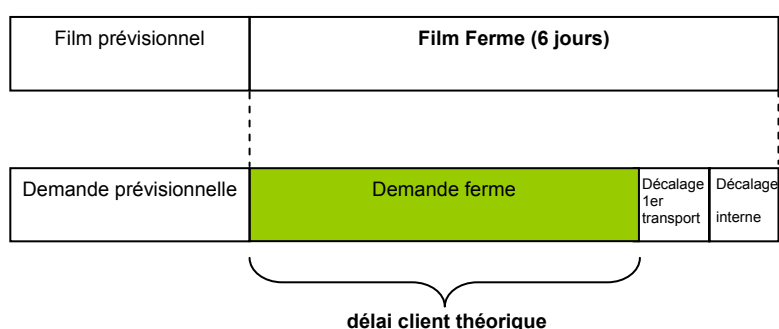 Film prévisionnel
Film Ferme (6 jours)
Demande prévisionnelle
Demande ferme
Décalage
1er
transport
Décalage
interne
délai client théorique